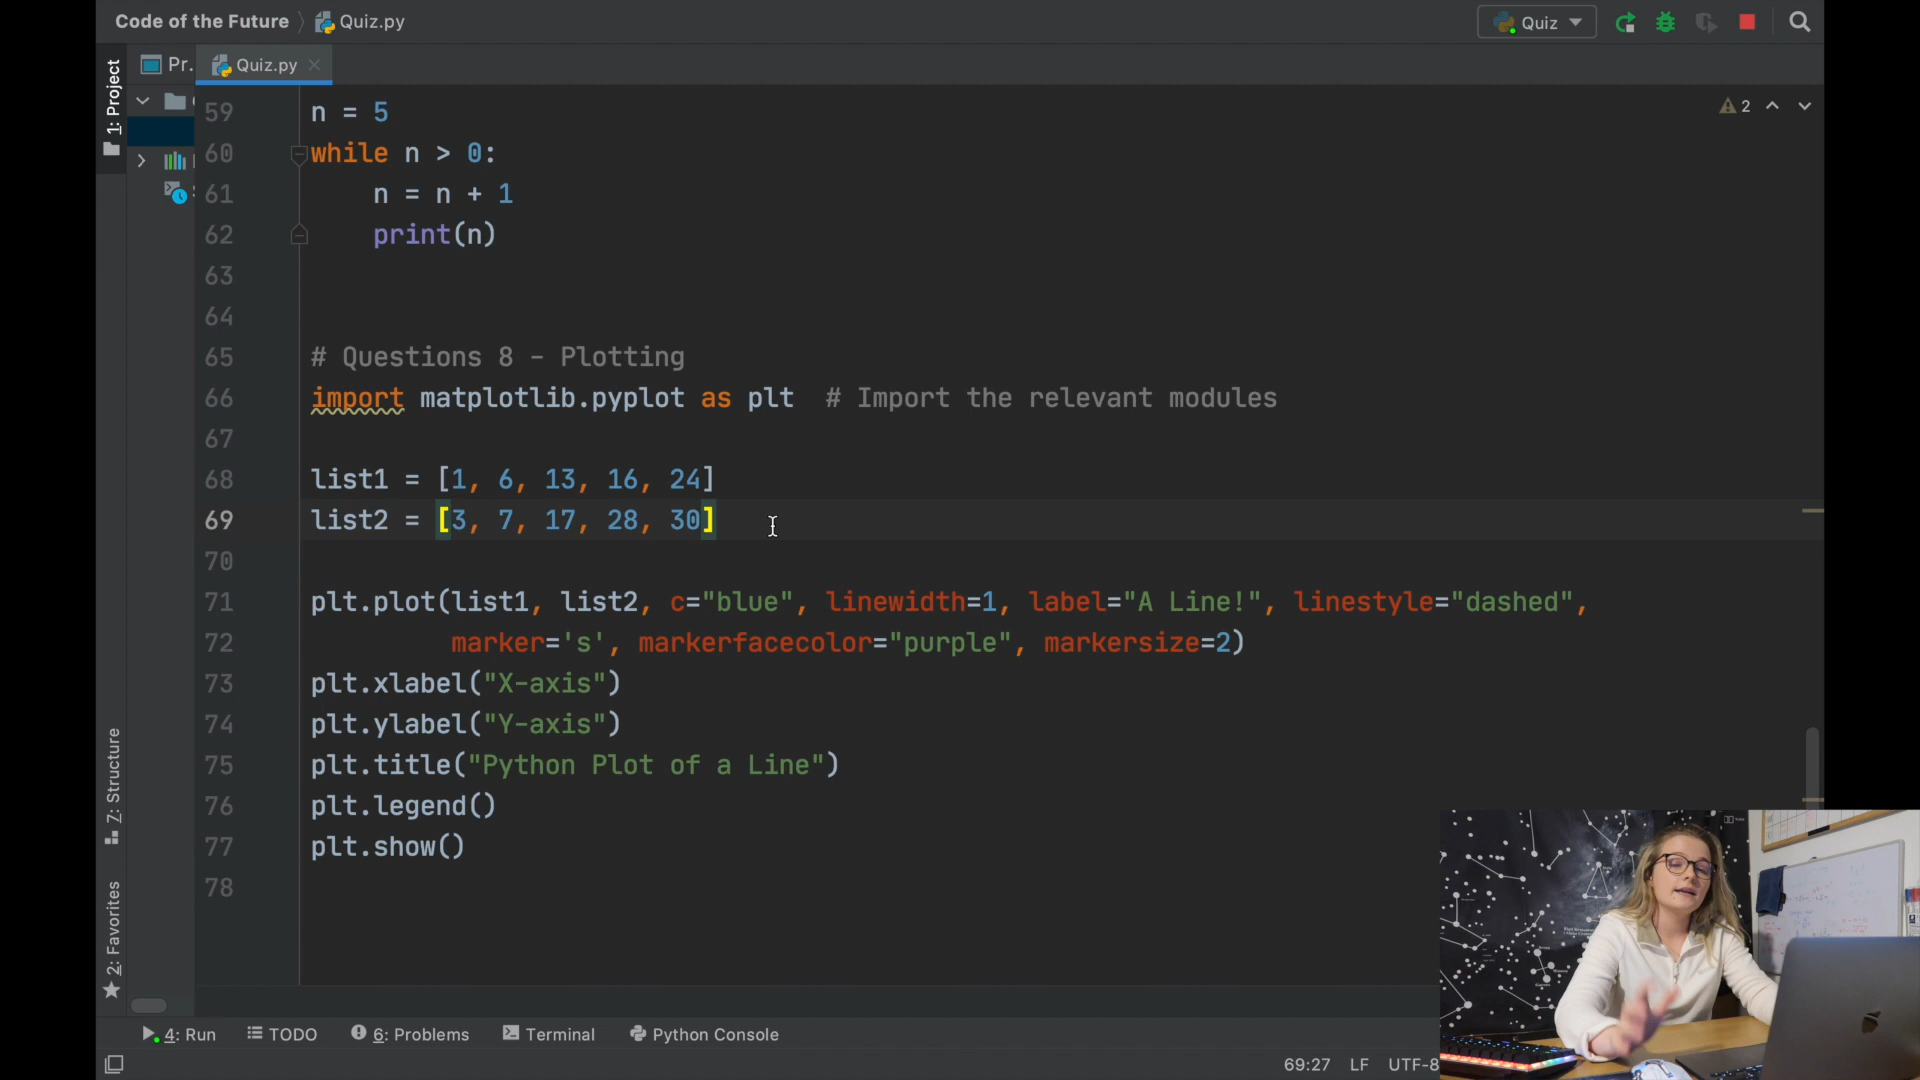 Code of the Future
Quiz.py
Quiz
1: Project
Pr.
Quiz.py
2
59 n = 5
60 while n > 0:
61 n = n + 1
62 print(n)
63
64
65 # Questions 8 - Plotting
66 import matplotlib.pyplot as plt # Import the relevant modules
67
68 list1 = [1, 6, 13, 16, 24]
69 list2 = [3, 7, 17, 28, 30]
70
71 plt.plot(list1, list2, c="blue", linewidth=1, label="A Line!", linestyle="dashed",
72 marker='s', markerfacecolor="purple", markersize=2)
73 plt.xlabel("X-axis")
74 plt.ylabel("Y-axis")
75 plt.title("Python Plot of a Line")
76 plt.legend()
77 plt.show()
78
7: Structure
2: Favorites
4: Run
TODO
6: Problems
Terminal
Python Console
69:27
LF
UTF-8